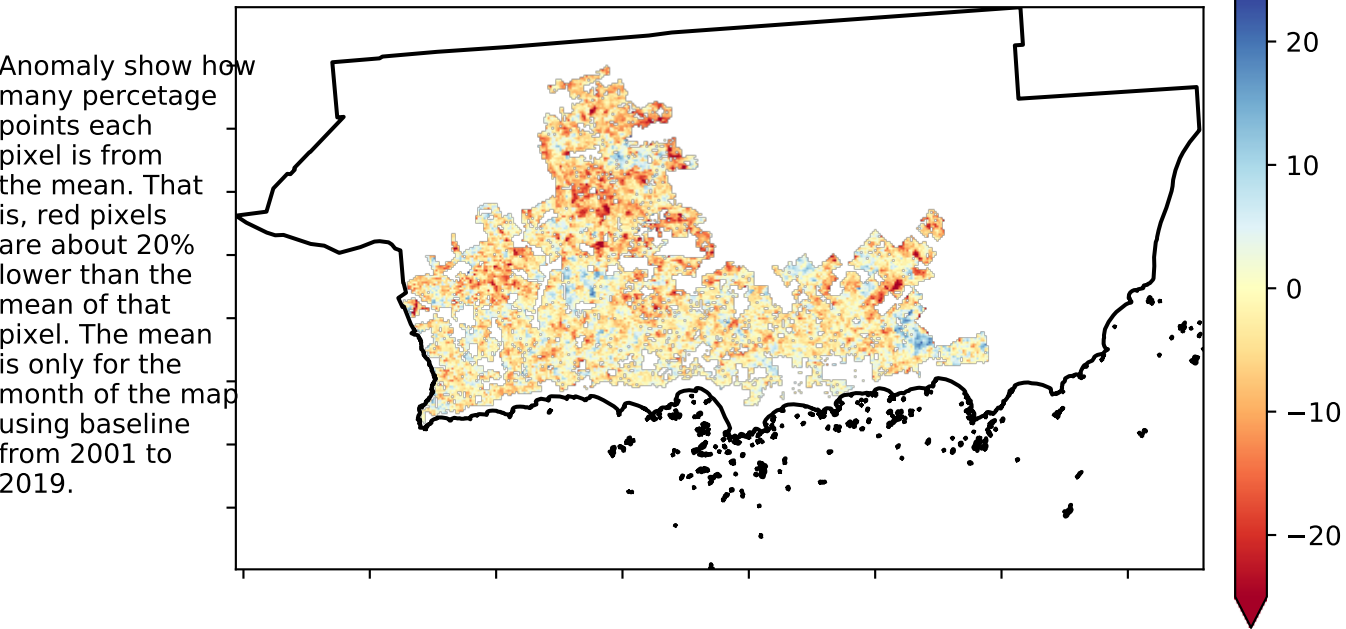 Anomaly show how
many percetage
points each
pixel is from
the mean. That
is, red pixels
are about 20%
lower than the
mean of that
pixel. The mean
is only for the
month of the map
using baseline
from 2001 to
2019.
20
10
0
−10
−20